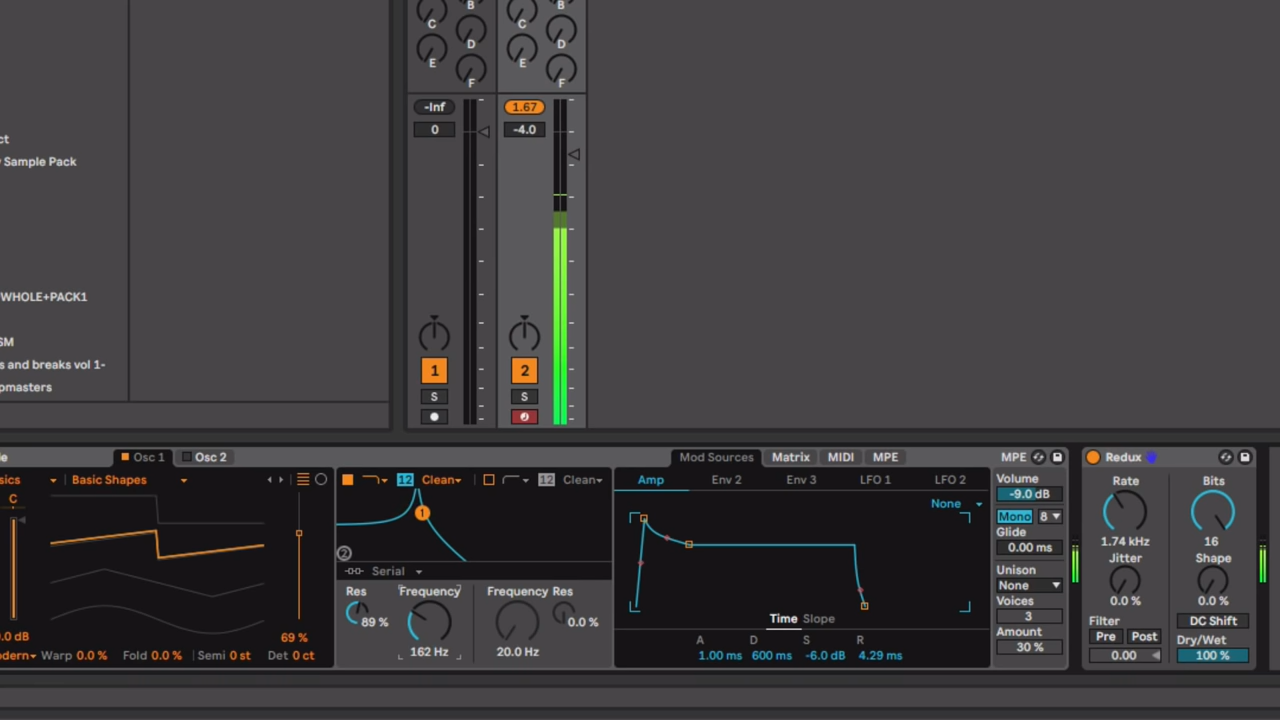 B B
C C
D D
E E
F F
-Inf 1.67
0 -4.0
ct
Sample Pack
WHOLE+PACK1
SM
s and breaks vol 1-
pmasters
1 2
S S
Osc 1 Osc 2
Basic Shapes
C
69 %
0.0 dB
Warp 0.0 % Fold 0.0 % Semi 0 st Det 0 ct
12 Clean 12 Clean
1
2
Serial
Res Frequency Frequency Res
89 % 0.0 %
162 Hz 20.0 Hz
Mod Sources Matrix MIDI MPE
Amp Env 2 Env 3 LFO 1 LFO 2
None
Time Slope
A D S R
1.00 ms 600 ms -6.0 dB 4.29 ms
MPE
Volume
-9.0 dB
Mono 8
Glide
0.00 ms
Unison
None
Voices
3
Amount
30 %
Redux
Rate Bits
1.74 kHz 16
Jitter Shape
0.0 % 0.0 %
Filter DC Shift
Pre Post Dry/Wet
0.00 100 %